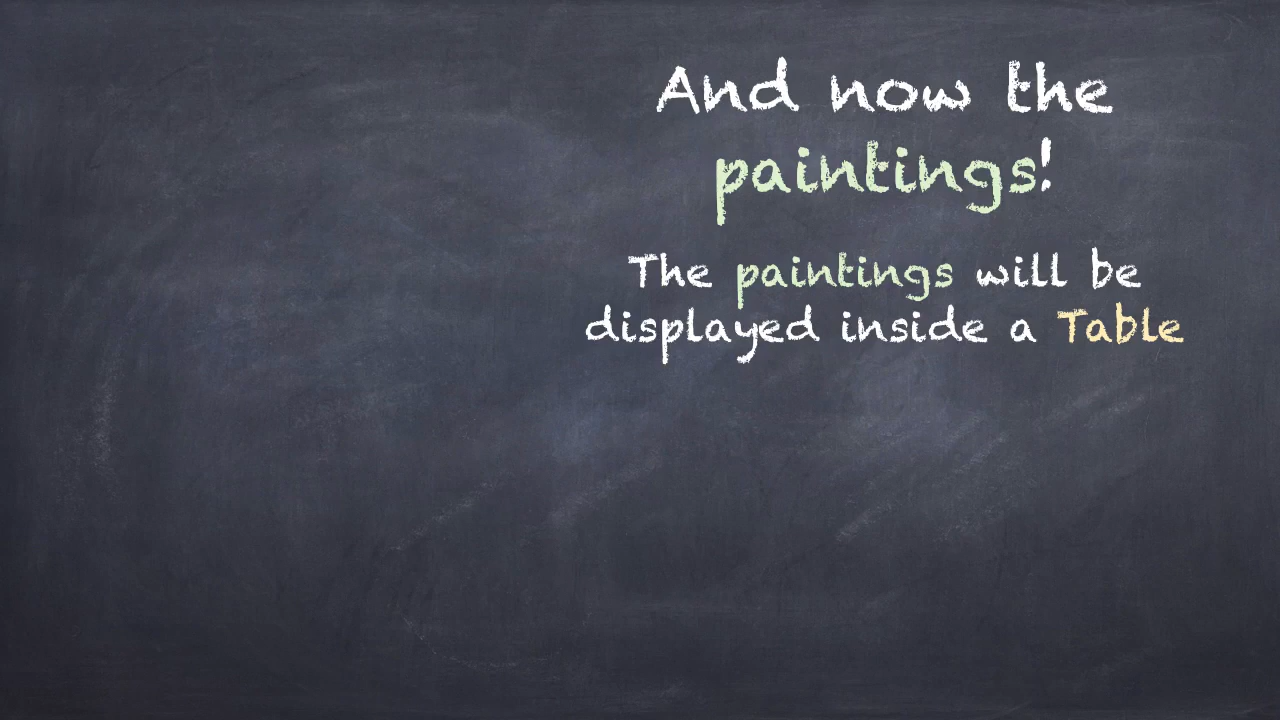 And now the
paintings!
The paintings will be
displayed inside a Table